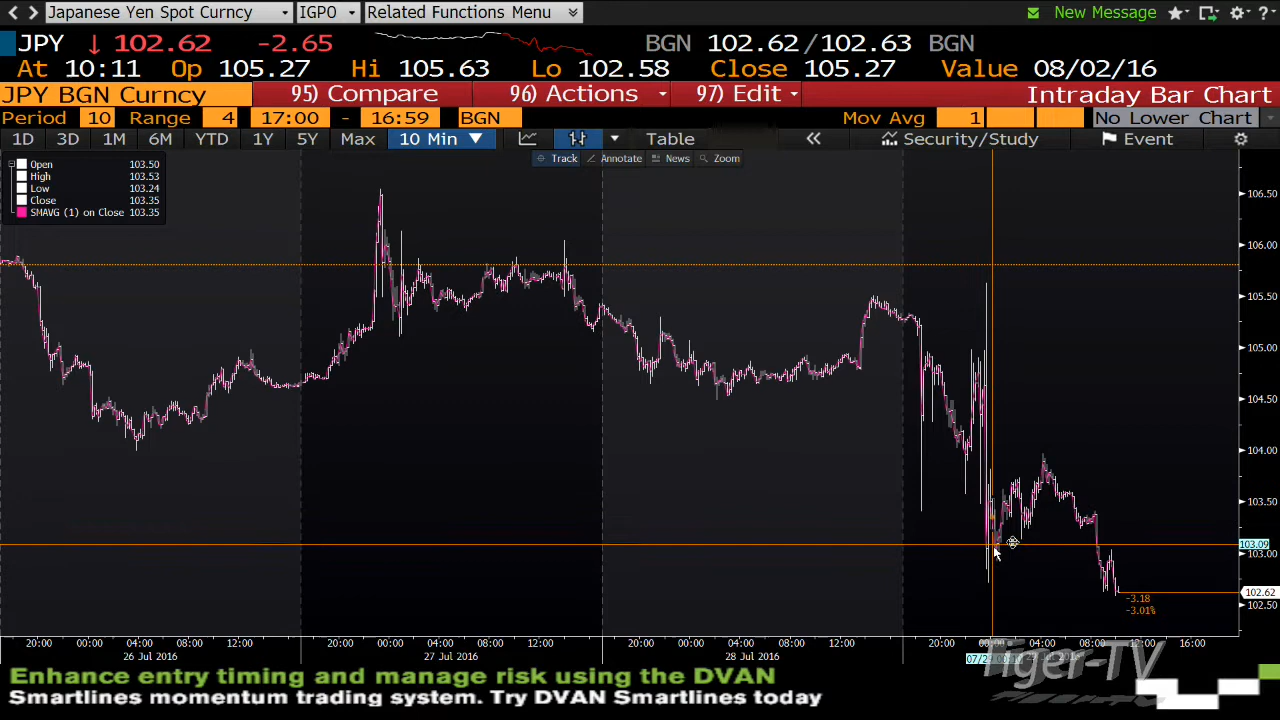 Japanese Yen Spot Curncy IGPO Related Functions Menu New Message
JPY ↓ 102.62 -2.65 BGN 102.62/102.63 BGN
At 10:11 Op 105.27 Hi 105.63 Lo 102.58 Close 105.27 Value 08/02/16
JPY BGN Curncy 95) Compare 96) Actions 97) Edit Intraday Bar Chart
Period 10 Range 4 17:00 - 16:59 BGN Mov Avg 1 No Lower Chart
1D 3D 1M 6M YTD 1Y 5Y Max 10 Min ▼ Table « Security/Study Event
Track Annotate News Zoom
Open 103.50
High 103.53
Low 103.24
Close 103.35
SMAVG (1) on Close 103.35
106.50
106.00
105.50
105.00
104.50
104.00
103.50
103.09
103.00
102.62
102.50
-3.18
-3.01%
20:00 00:00 04:00 08:00 12:00 20:00 00:00 04:00 08:00 12:00 20:00 00:00 04:00 08:00 12:00 20:00 00:00 04:00 08:00 12:00 16:00
26 Jul 2016 27 Jul 2016 28 Jul 2016
Tiger-TV
Enhance entry timing and manage risk using the DVAN
Smartlines momentum trading system. Try DVAN Smartlines today